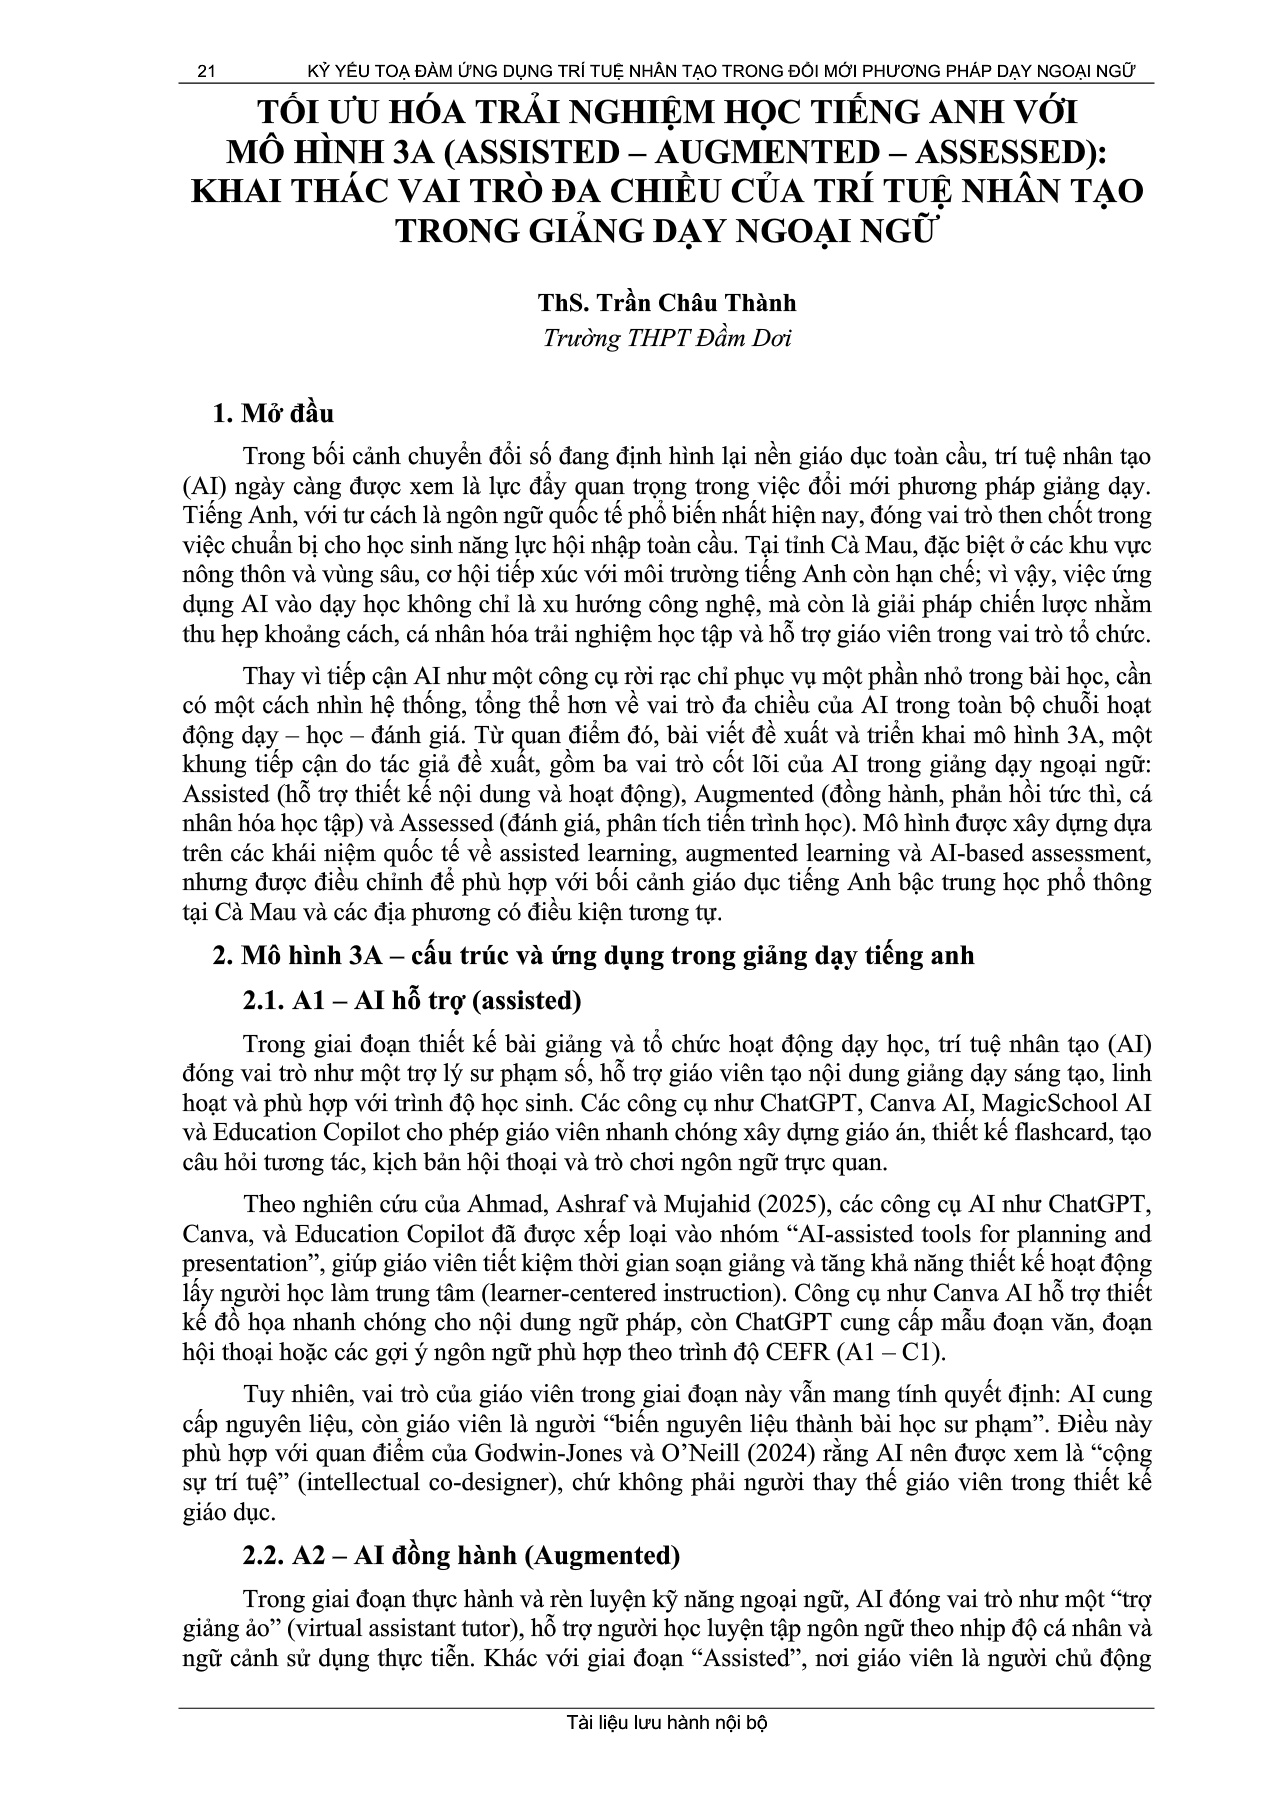 21 KỶ YẾU TOẠ ĐÀM ỨNG DỤNG TRÍ TUỆ NHÂN TẠO TRONG ĐỔI MỚI PHƯƠNG PHÁP DẠY NGOẠI NGỮ
TỐI ƯU HÓA TRẢI NGHIỆM HỌC TIẾNG ANH VỚI
MÔ HÌNH 3A (ASSISTED – AUGMENTED – ASSESSED):
KHAI THÁC VAI TRÒ ĐA CHIỀU CỦA TRÍ TUỆ NHÂN TẠO
TRONG GIẢNG DẠY NGOẠI NGỮ
ThS. Trần Châu Thành
Trường THPT Đầm Dơi
1. Mở đầu
Trong bối cảnh chuyển đổi số đang định hình lại nền giáo dục toàn cầu, trí tuệ nhân tạo
(AI) ngày càng được xem là lực đẩy quan trọng trong việc đổi mới phương pháp giảng dạy.
Tiếng Anh, với tư cách là ngôn ngữ quốc tế phổ biến nhất hiện nay, đóng vai trò then chốt trong
việc chuẩn bị cho học sinh năng lực hội nhập toàn cầu. Tại tỉnh Cà Mau, đặc biệt ở các khu vực
nông thôn và vùng sâu, cơ hội tiếp xúc với môi trường tiếng Anh còn hạn chế; vì vậy, việc ứng
dụng AI vào dạy học không chỉ là xu hướng công nghệ, mà còn là giải pháp chiến lược nhằm
thu hẹp khoảng cách, cá nhân hóa trải nghiệm học tập và hỗ trợ giáo viên trong vai trò tổ chức.
Thay vì tiếp cận AI như một công cụ rời rạc chỉ phục vụ một phần nhỏ trong bài học, cần
có một cách nhìn hệ thống, tổng thể hơn về vai trò đa chiều của AI trong toàn bộ chuỗi hoạt
động dạy – học – đánh giá. Từ quan điểm đó, bài viết đề xuất và triển khai mô hình 3A, một
khung tiếp cận do tác giả đề xuất, gồm ba vai trò cốt lõi của AI trong giảng dạy ngoại ngữ:
Assisted (hỗ trợ thiết kế nội dung và hoạt động), Augmented (đồng hành, phản hồi tức thì, cá
nhân hóa học tập) và Assessed (đánh giá, phân tích tiến trình học). Mô hình được xây dựng dựa
trên các khái niệm quốc tế về assisted learning, augmented learning và AI-based assessment,
nhưng được điều chỉnh để phù hợp với bối cảnh giáo dục tiếng Anh bậc trung học phổ thông
tại Cà Mau và các địa phương có điều kiện tương tự.
2. Mô hình 3A – cấu trúc và ứng dụng trong giảng dạy tiếng anh
2.1. A1 – AI hỗ trợ (assisted)
Trong giai đoạn thiết kế bài giảng và tổ chức hoạt động dạy học, trí tuệ nhân tạo (AI)
đóng vai trò như một trợ lý sư phạm số, hỗ trợ giáo viên tạo nội dung giảng dạy sáng tạo, linh
hoạt và phù hợp với trình độ học sinh. Các công cụ như ChatGPT, Canva AI, MagicSchool AI
và Education Copilot cho phép giáo viên nhanh chóng xây dựng giáo án, thiết kế flashcard, tạo
câu hỏi tương tác, kịch bản hội thoại và trò chơi ngôn ngữ trực quan.
Theo nghiên cứu của Ahmad, Ashraf và Mujahid (2025), các công cụ AI như ChatGPT,
Canva, và Education Copilot đã được xếp loại vào nhóm “AI-assisted tools for planning and
presentation”, giúp giáo viên tiết kiệm thời gian soạn giảng và tăng khả năng thiết kế hoạt động
lấy người học làm trung tâm (learner-centered instruction). Công cụ như Canva AI hỗ trợ thiết
kế đồ họa nhanh chóng cho nội dung ngữ pháp, còn ChatGPT cung cấp mẫu đoạn văn, đoạn
hội thoại hoặc các gợi ý ngôn ngữ phù hợp theo trình độ CEFR (A1 – C1).
Tuy nhiên, vai trò của giáo viên trong giai đoạn này vẫn mang tính quyết định: AI cung
cấp nguyên liệu, còn giáo viên là người “biến nguyên liệu thành bài học sư phạm”. Điều này
phù hợp với quan điểm của Godwin-Jones và O’Neill (2024) rằng AI nên được xem là “cộng
sự trí tuệ” (intellectual co-designer), chứ không phải người thay thế giáo viên trong thiết kế
giáo dục.
2.2. A2 – AI đồng hành (Augmented)
Trong giai đoạn thực hành và rèn luyện kỹ năng ngoại ngữ, AI đóng vai trò như một “trợ
giảng ảo” (virtual assistant tutor), hỗ trợ người học luyện tập ngôn ngữ theo nhịp độ cá nhân và
ngữ cảnh sử dụng thực tiễn. Khác với giai đoạn “Assisted”, nơi giáo viên là người chủ động
Tài liệu lưu hành nội bộ